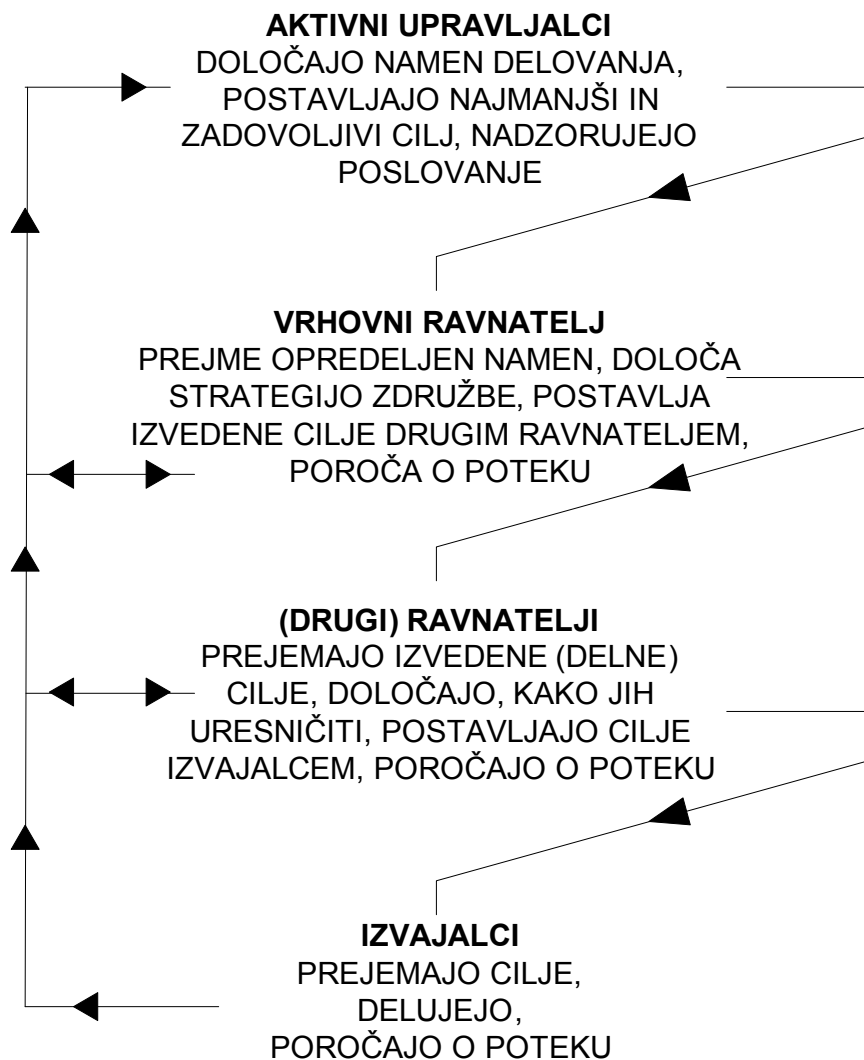 AKTIVNI UPRAVLJALCI
DOLOČAJO NAMEN DELOVANJA,
POSTAVLJAJO NAJMANJŠI IN
ZADOVOLJIVI CILJ, NADZORUJEJO
POSLOVANJE
VRHOVNI RAVNATELJ
PREJME OPREDELJEN NAMEN, DOLOČA
STRATEGIJO ZDRUŽBE, POSTAVLJA
IZVEDENE CILJE DRUGIM RAVNATELJEM,
POROČA O POTEKU
(DRUGI) RAVNATELJI
PREJEMAJO IZVEDENE (DELNE)
CILJE, DOLOČAJO, KAKO JIH
URESNIČITI, POSTAVLJAJO CILJE
IZVAJALCEM, POROČAJO O POTEKU
IZVAJALCI
PREJEMAJO CILJE,
DELUJEJO,
POROČAJO O POTEKU